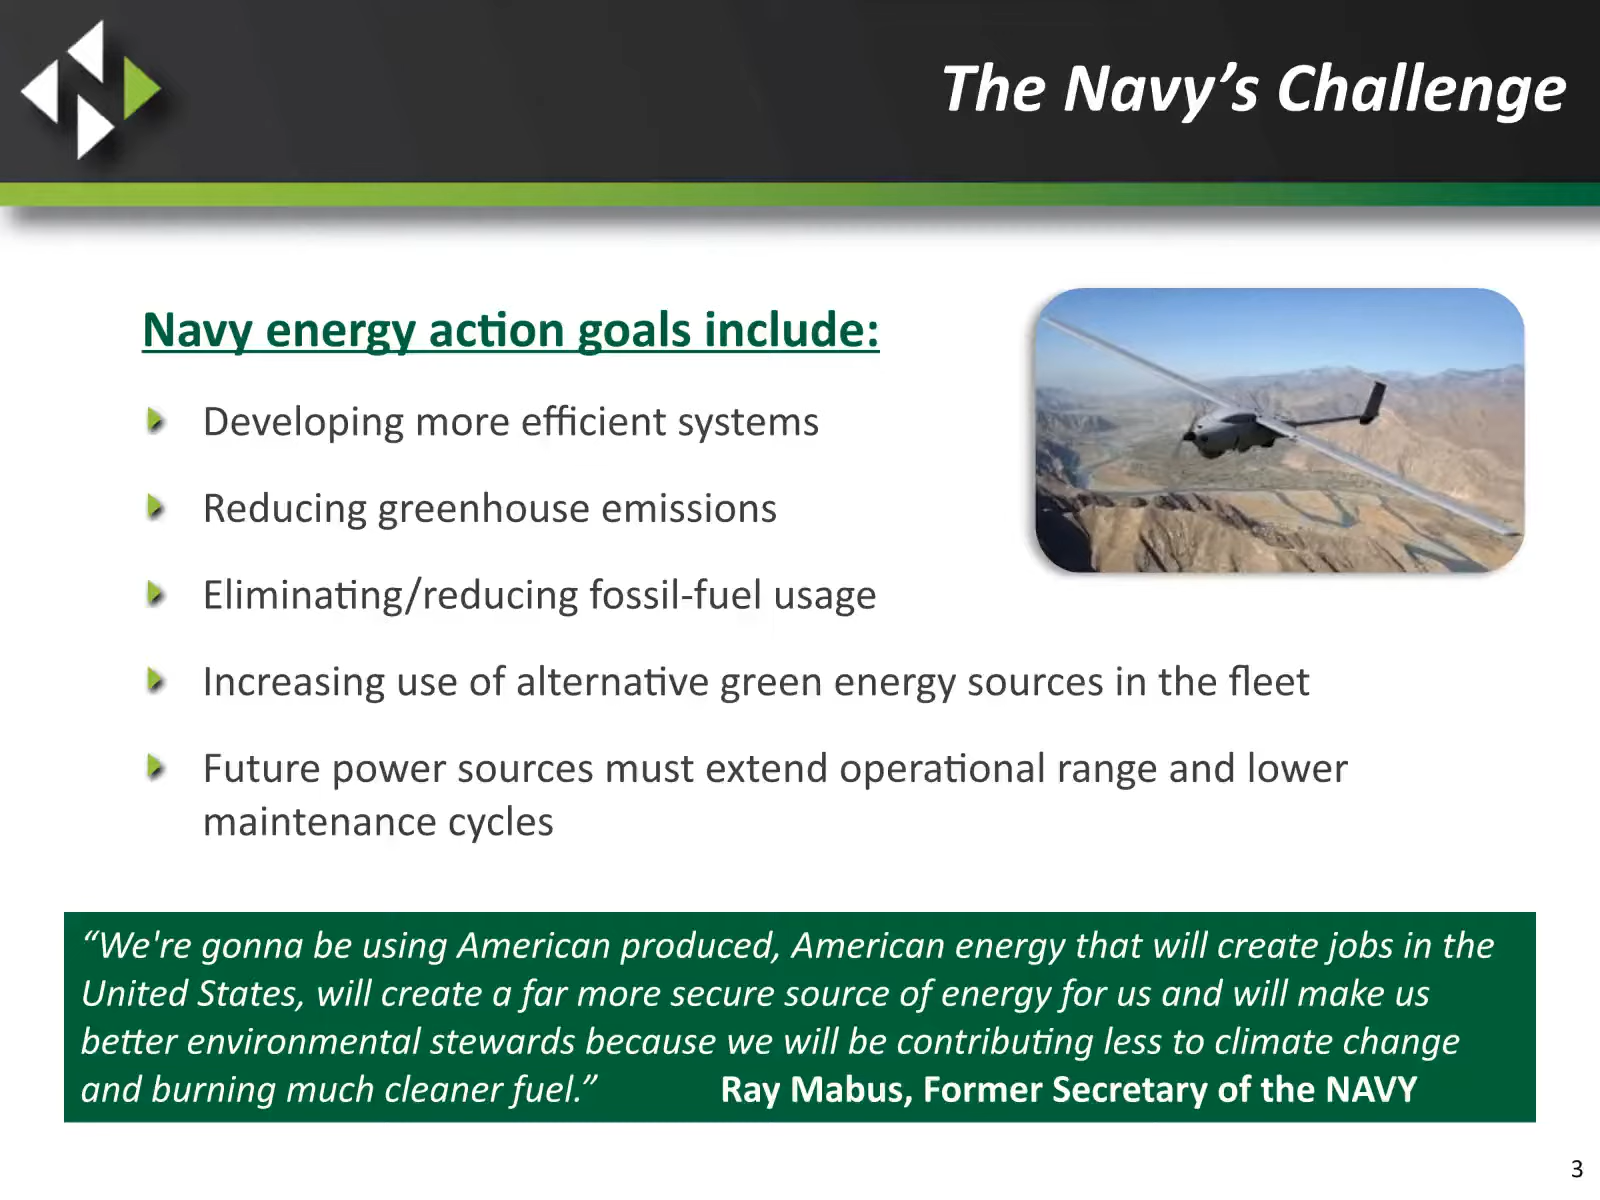 The Navy’s Challenge
Navy energy action goals include:
Developing more efficient systems
Reducing greenhouse emissions
Eliminating/reducing fossil-fuel usage
Increasing use of alternative green energy sources in the fleet
Future power sources must extend operational range and lower
maintenance cycles
“We're gonna be using American produced, American energy that will create jobs in the
United States, will create a far more secure source of energy for us and will make us
better environmental stewards because we will be contributing less to climate change
and burning much cleaner fuel.” Ray Mabus, Former Secretary of the NAVY
3